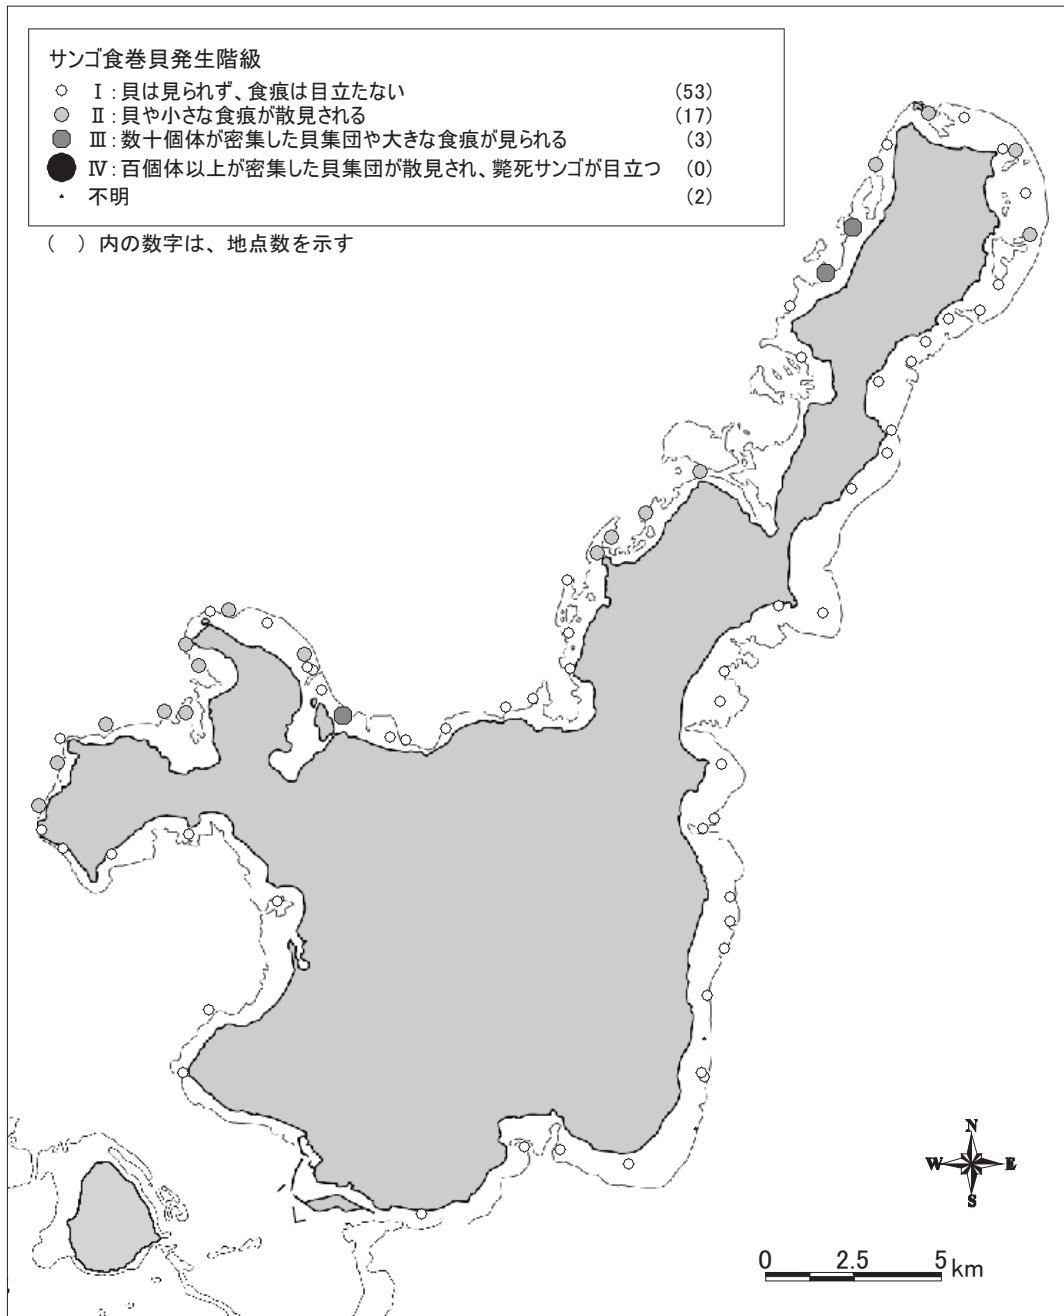 サンゴ食巻貝発生階級
Ⅰ：貝は見られず、食痕は目立たない (53)
Ⅱ：貝や小さな食痕が散見される (17)
Ⅲ：数十個体が密集した貝集団や大きな食痕が見られる (3)
Ⅳ：百個体以上が密集した貝集団が散見され、斃死サンゴが目立つ (0)
不明 (2)
（　）内の数字は、地点数を示す
N
W E
S
0 2.5 5 km